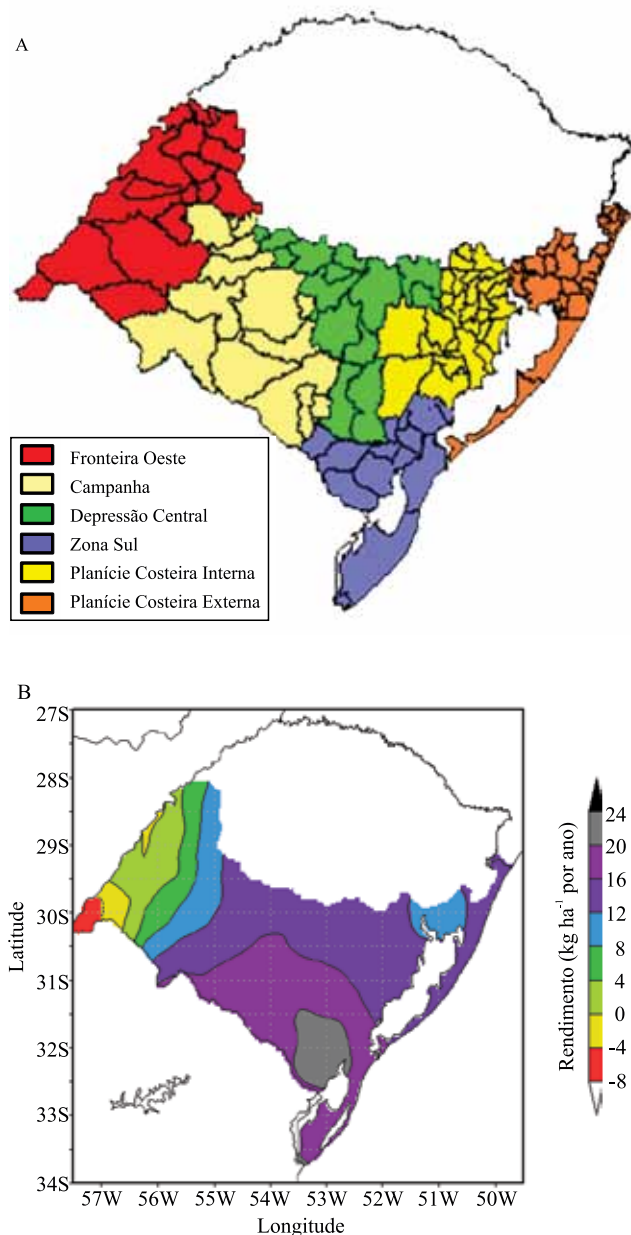 A
Fronteira Oeste
Campanha
Depressão Central
Zona Sul
Planície Costeira Interna
Planície Costeira Externa
B
27S
28S
29S
30S
31S
32S
33S
34S
Latitude
57W 56W 55W 54W 53W 52W 51W 50W
Longitude
24
20
16
12
8
4
0
-4
-8
Rendimento (kg ha-1 por ano)